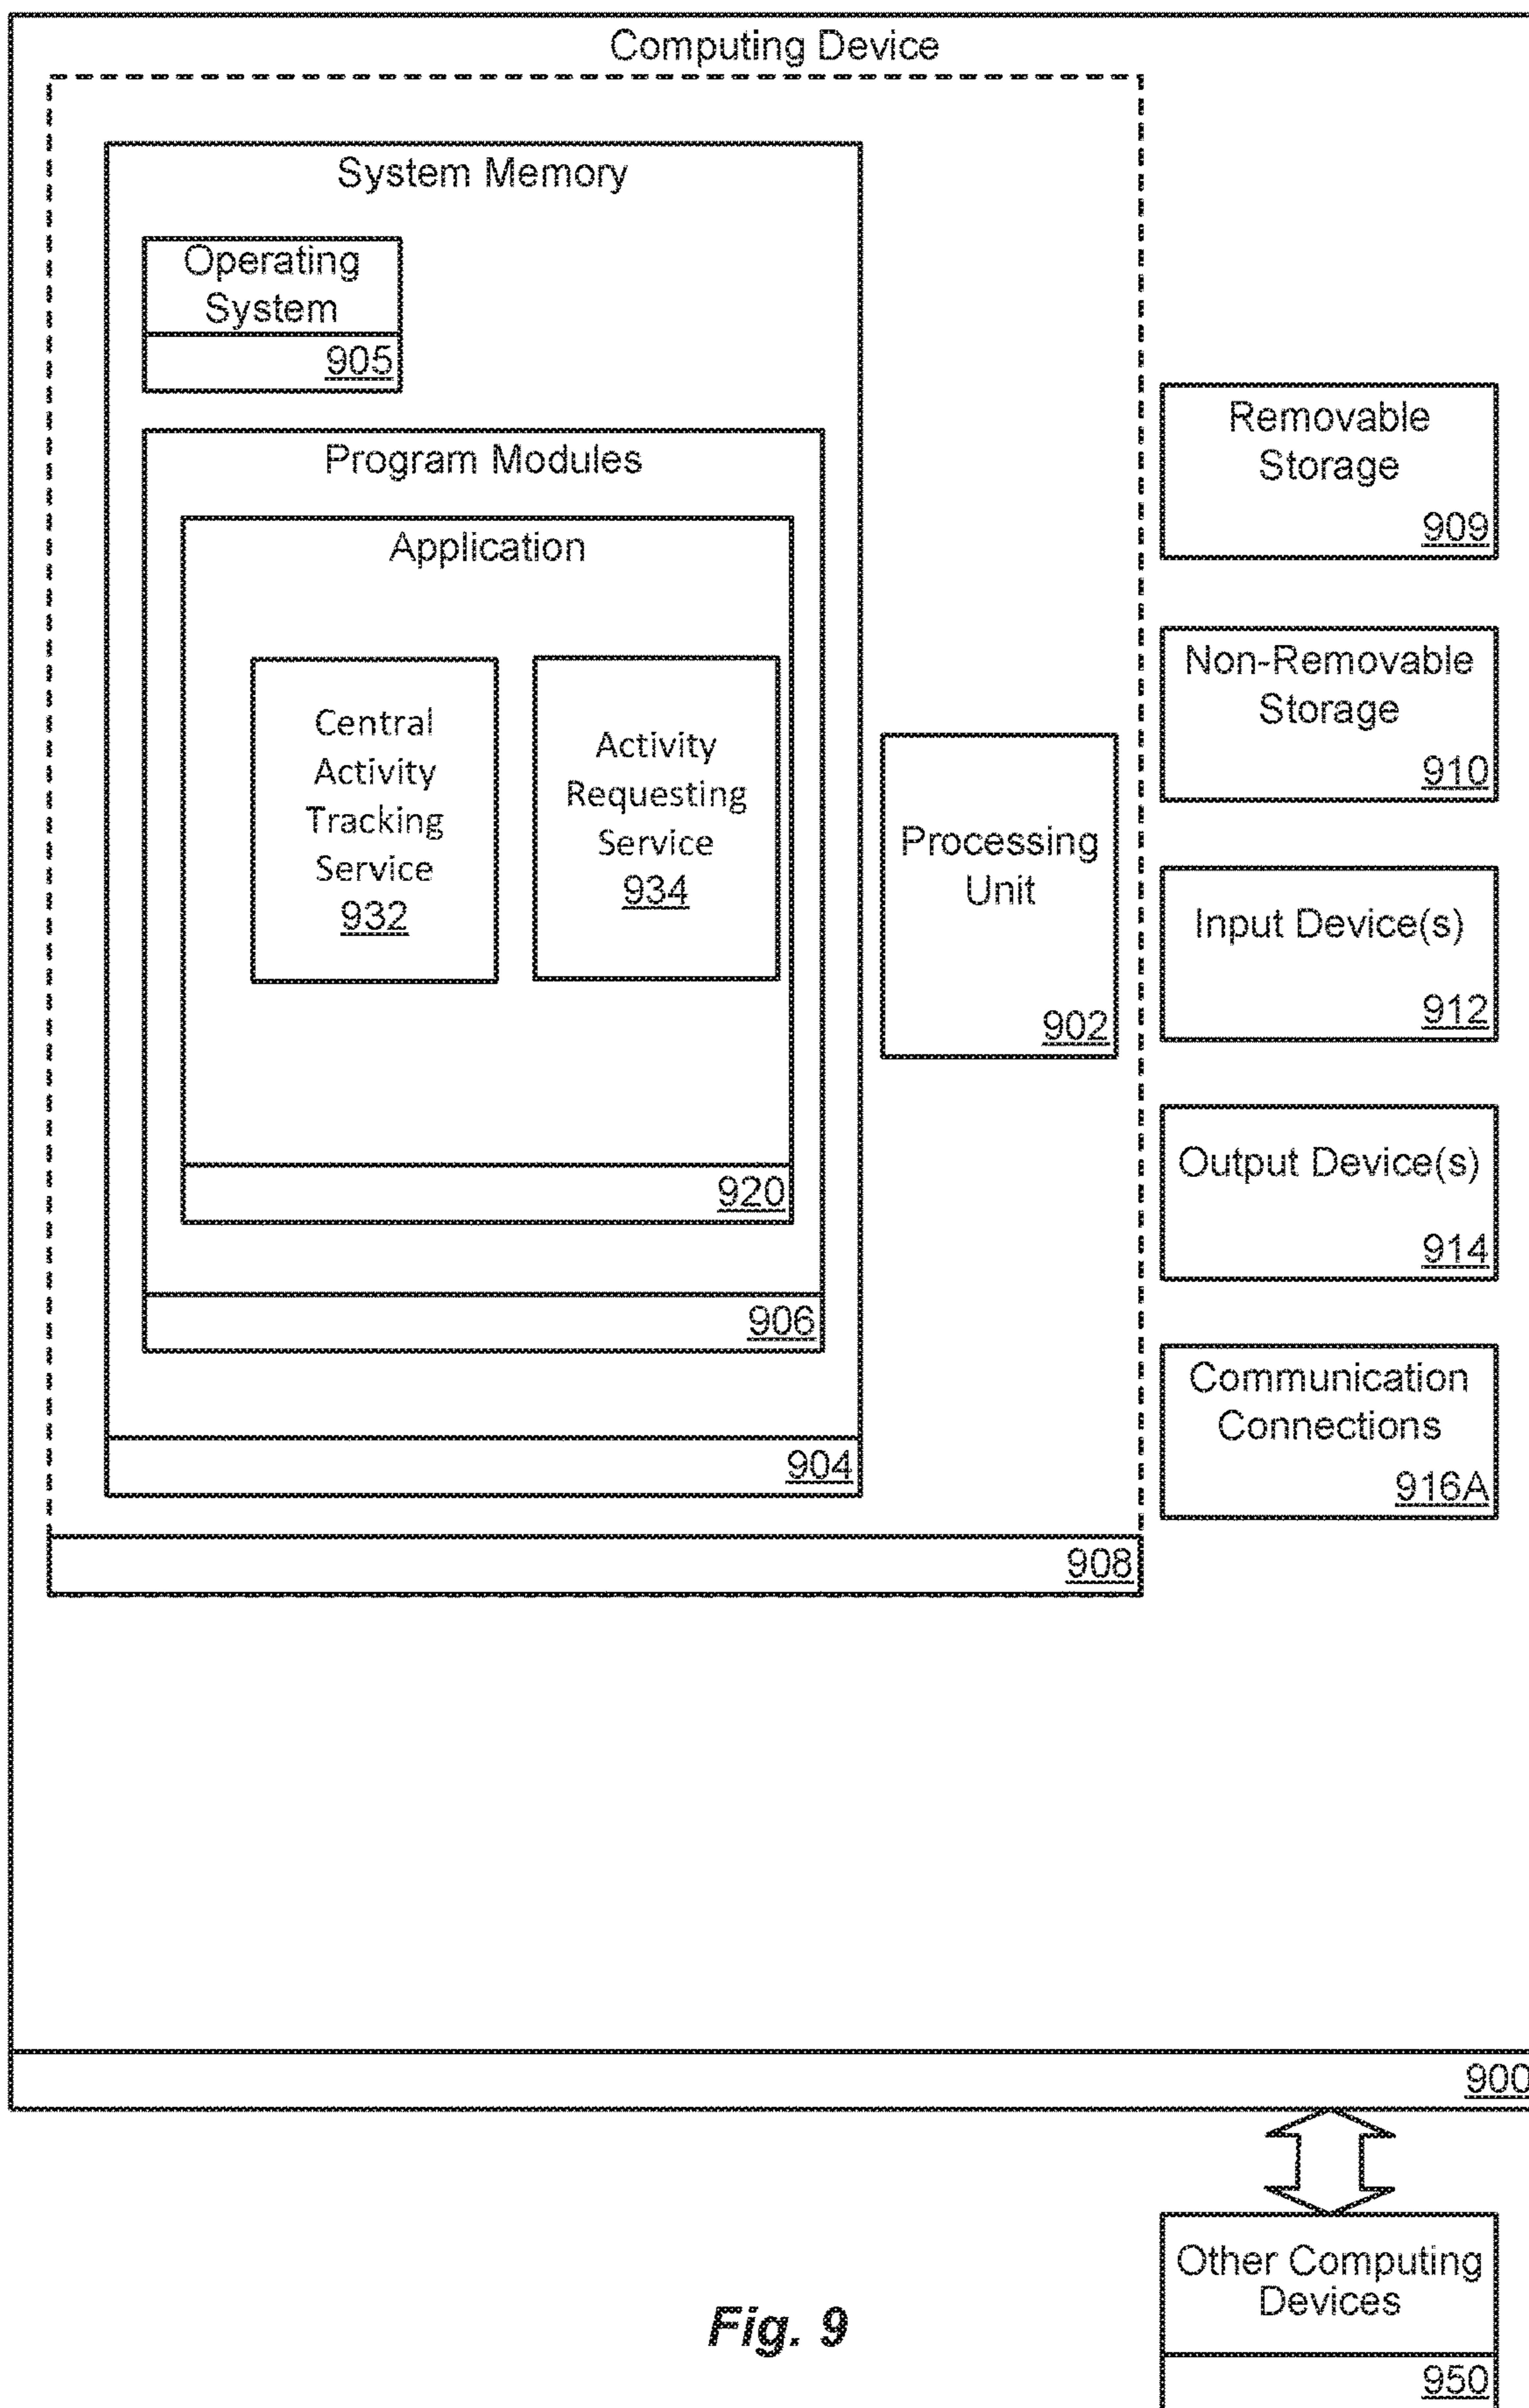 Computing Device
System Memory
Operating
System
905
Program Modules
Application
Central
Activity
Tracking
Service
932
Activity
Requesting
Service
934
920
906
904
Processing
Unit
902
908
Removable
Storage
909
Non-Removable
Storage
910
Input Device(s)
912
Output Device(s)
914
Communication
Connections
916A
900
Other Computing
Devices
950
Fig. 9